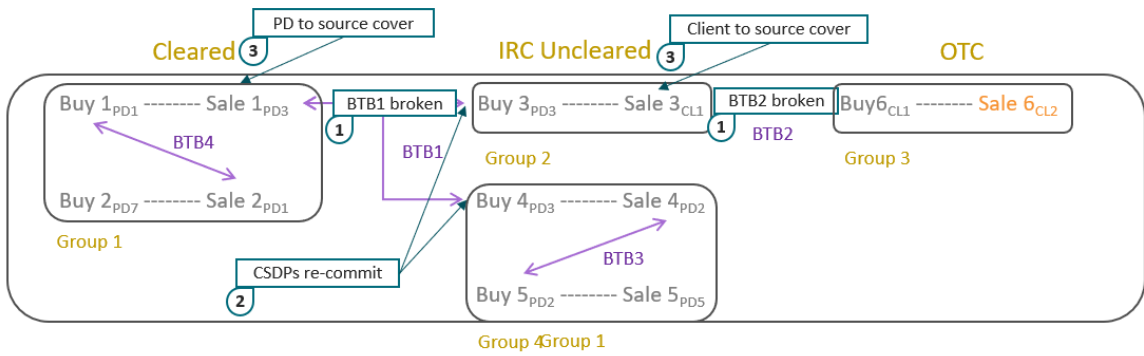 PD to source cover
3
Client to source cover
3
Cleared
IRC Uncleared
OTC
Buy 1PD1 -------- Sale 1PD3
BTB1 broken
1
Buy 3PD3 -------- Sale 3CL1
BTB2 broken
1
Buy6CL1 -------- Sale 6CL2
BTB4
BTB1
BTB2
Group 2
Group 3
Buy 2PD7 -------- Sale 2PD1
Buy 4PD3 -------- Sale 4PD2
Group 1
BTB3
CSDPs re-commit
2
Buy 5PD2 -------- Sale 5PD5
Group 4Group 1